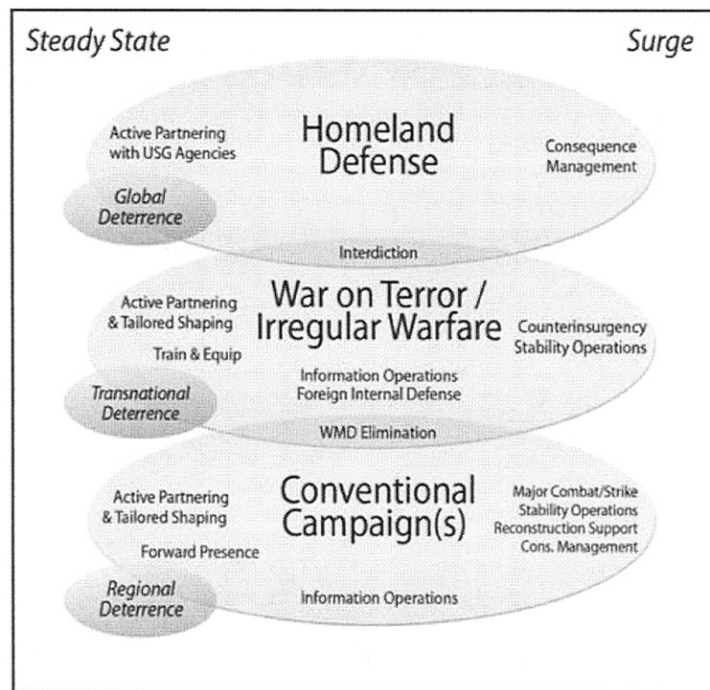 Steady State
Surge
Homeland
Defense
Active Partnering
with USG Agencies
Consequence
Management
Global
Deterrence
Interdiction
War on Terror /
Irregular Warfare
Active Partnering
& Tailored Shaping
Train & Equip
Counterinsurgency
Stability Operations
Information Operations
Foreign Internal Defense
Transnational
Deterrence
WMD Elimination
Conventional
Campaign(s)
Active Partnering
& Tailored Shaping
Forward Presence
Major Combat/Strike
Stability Operations
Reconstruction Support
Cons. Management
Regional
Deterrence
Information Operations